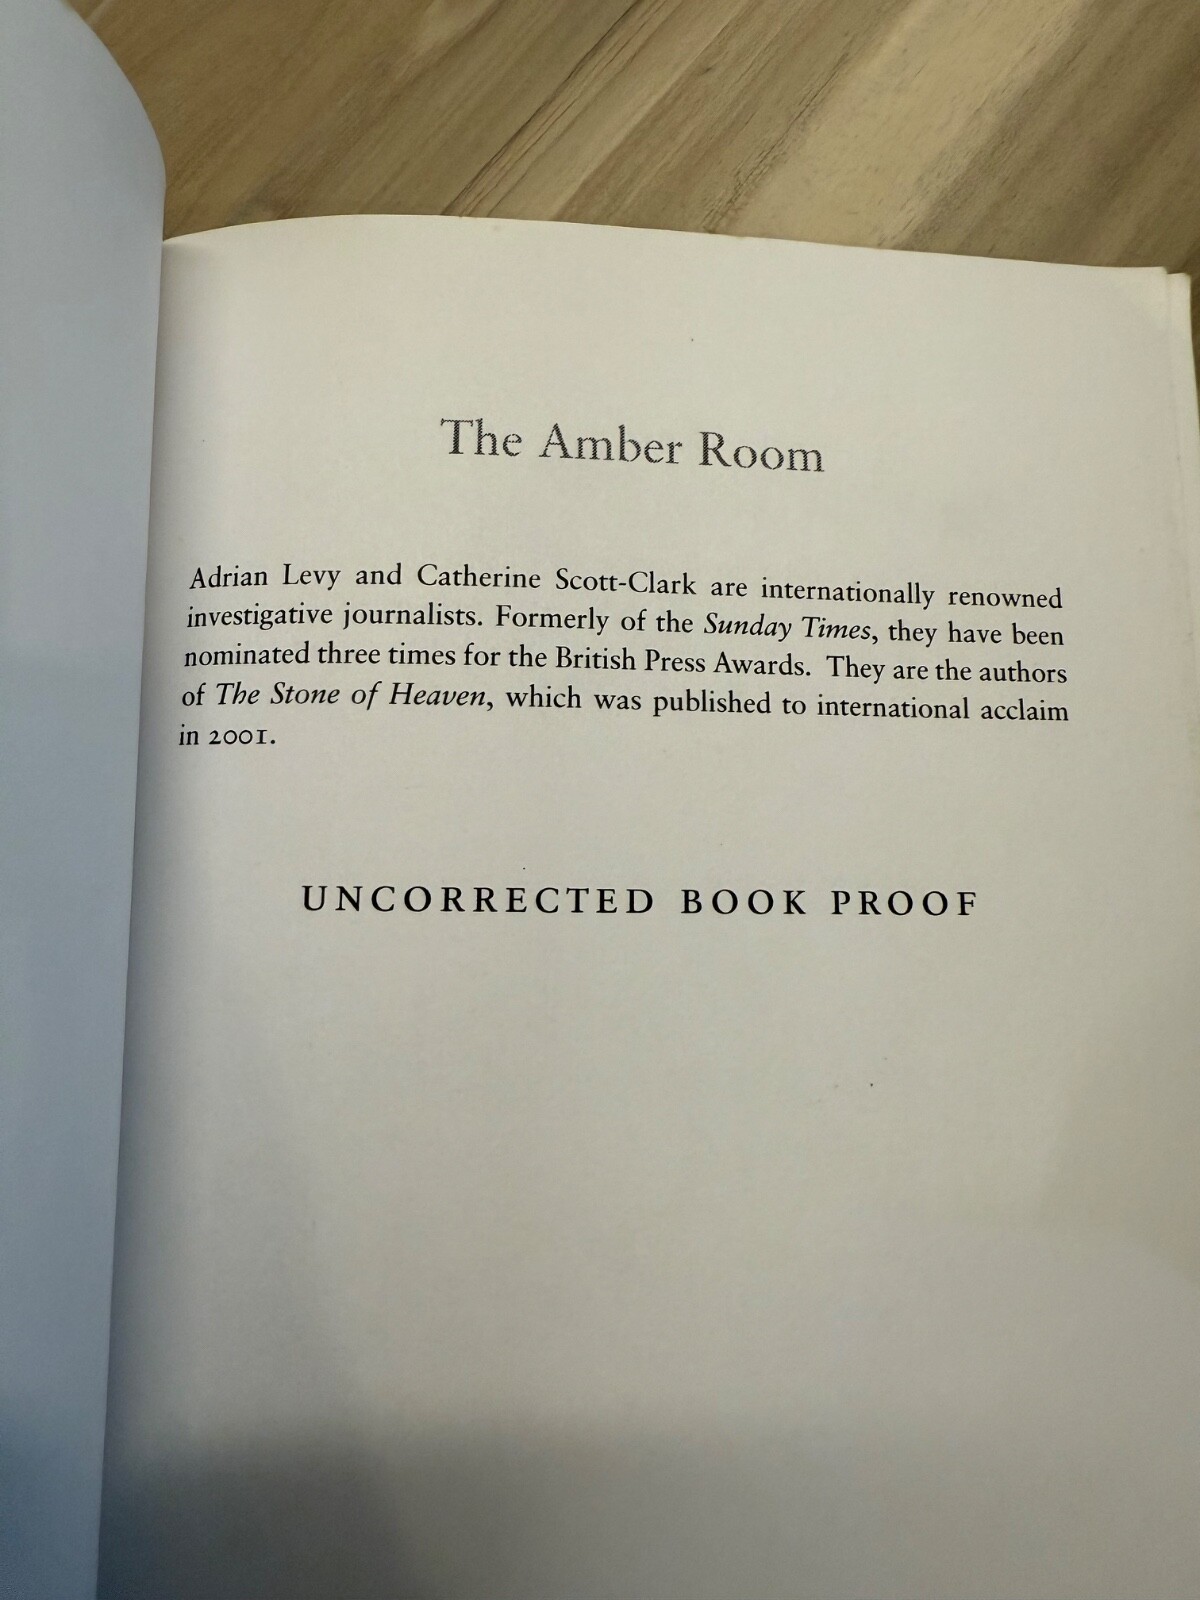 The Amber Room
Adrian Levy and Catherine Scott-Clark are internationally renowned
investigative journalists. Formerly of the Sunday Times, they have been
nominated three times for the British Press Awards. They are the authors
of The Stone of Heaven, which was published to international acclaim
in 2001.
UNCORRECTED BOOK PROOF